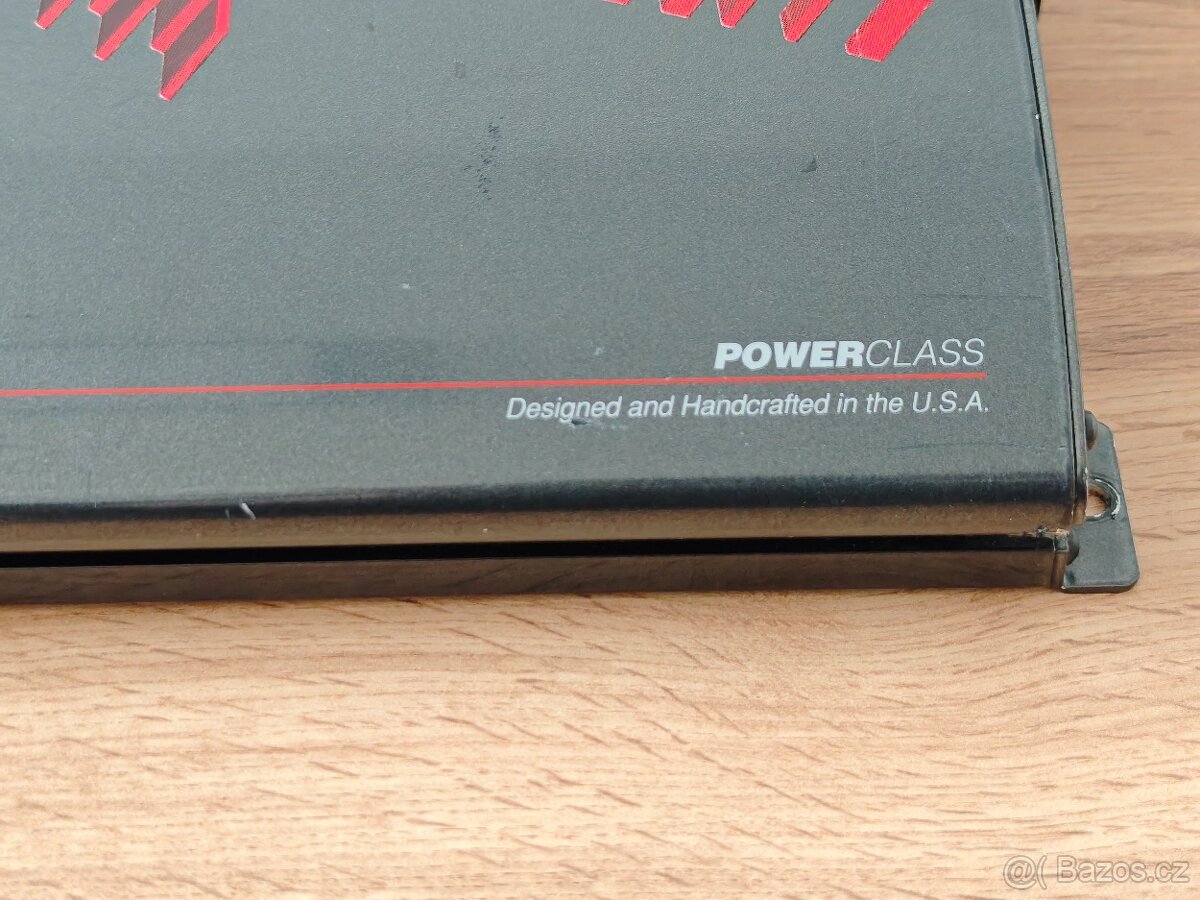 POWERCLASS
Designed and Handcrafted in the U.S.A.
@( Bazos.cz